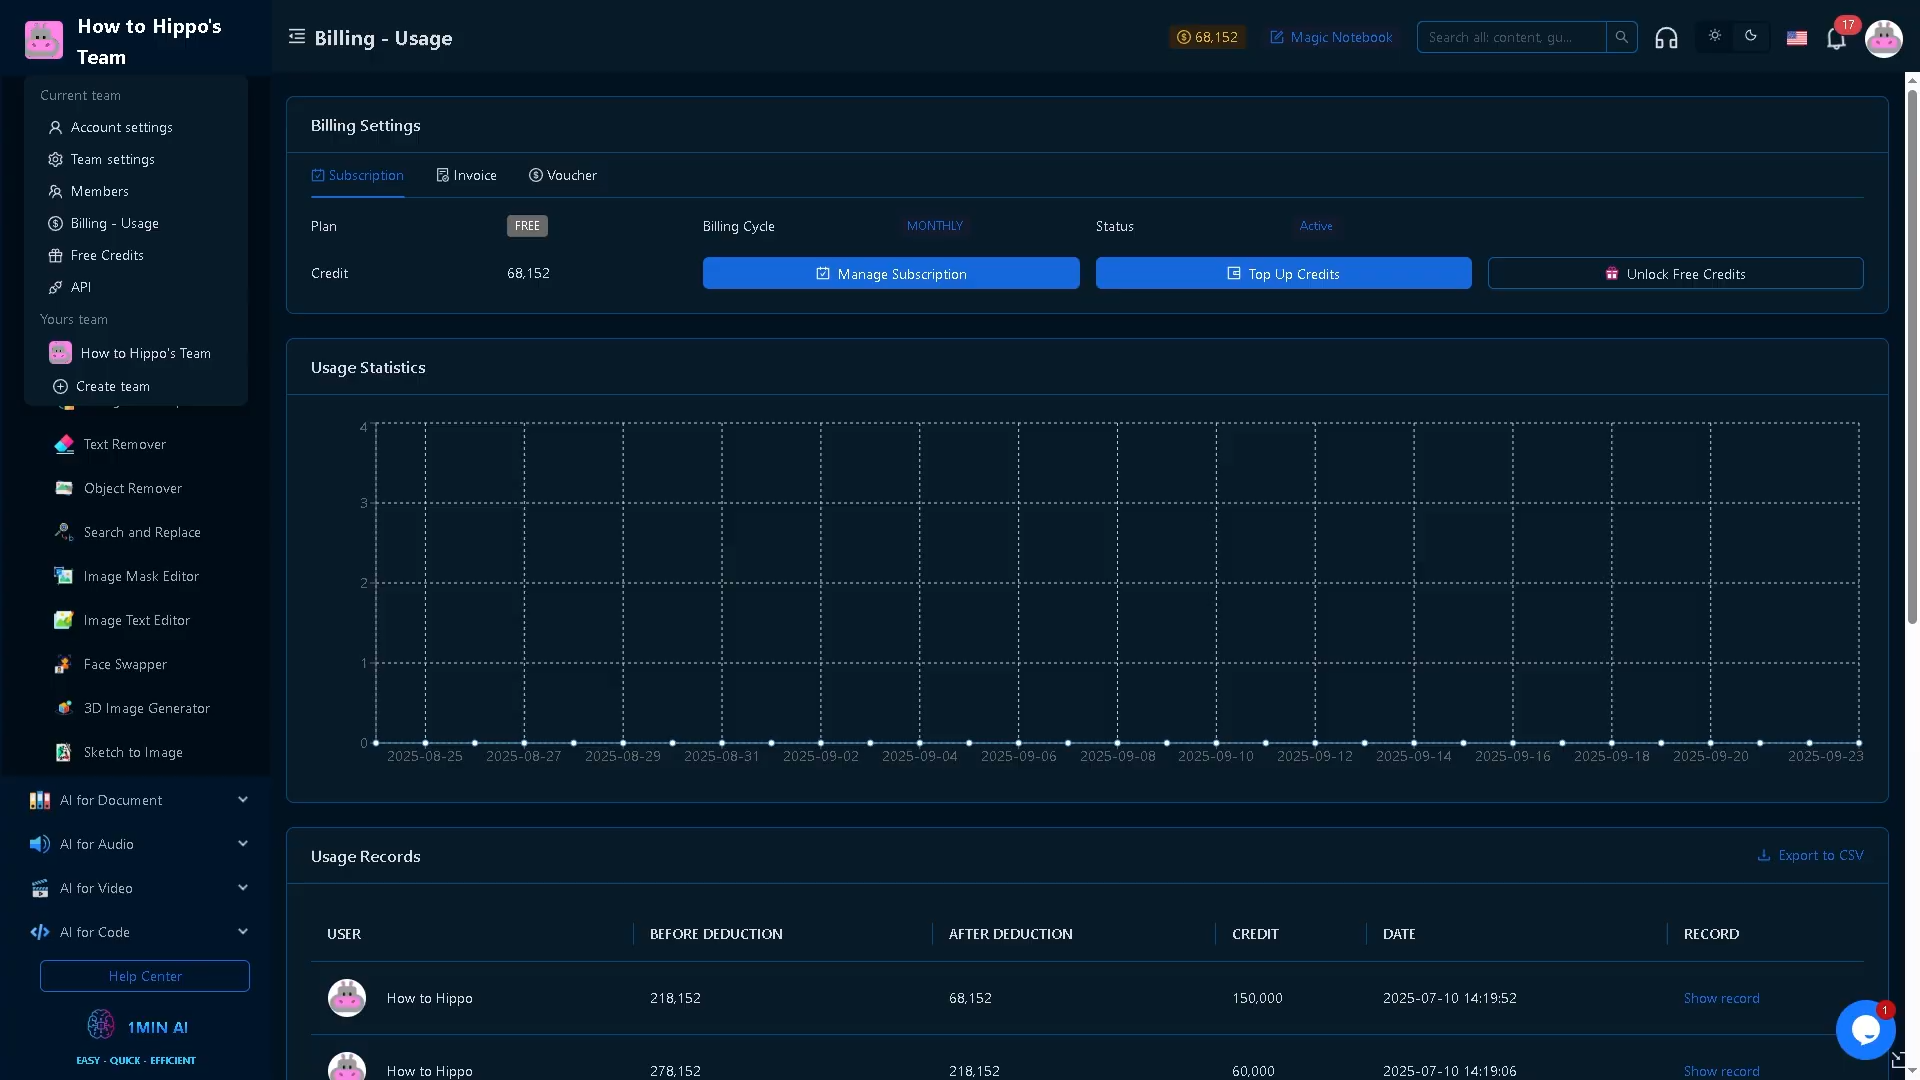 How to Hippo's
Team
Billing - Usage
68,152
Magic Notebook
Search all: content, gu...
17
Current team
Account settings
Team settings
Members
Billing - Usage
Free Credits
API
Yours team
How to Hippo's Team
Create team
Text Remover
Object Remover
Search and Replace
Image Mask Editor
Image Text Editor
Face Swapper
3D Image Generator
Sketch to Image
AI for Document
AI for Audio
AI for Video
AI for Code
Help Center
1MIN AI
EASY - QUICK - EFFICIENT
Billing Settings
Subscription
Invoice
Voucher
Plan
FREE
Billing Cycle
MONTHLY
Status
Active
Credit
68,152
Manage Subscription
Top Up Credits
Unlock Free Credits
Usage Statistics
4
3
2
1
0
2025-08-25 2025-08-27 2025-08-29 2025-08-31 2025-09-02 2025-09-04 2025-09-06 2025-09-08 2025-09-10 2025-09-12 2025-09-14 2025-09-16 2025-09-18 2025-09-20 2025-09-23
Usage Records
Export to CSV
USER BEFORE DEDUCTION AFTER DEDUCTION CREDIT DATE RECORD
How to Hippo 218,152 68,152 150,000 2025-07-10 14:19:52 Show record
How to Hippo 278,152 218,152 60,000 2025-07-10 14:19:06 Show record
1